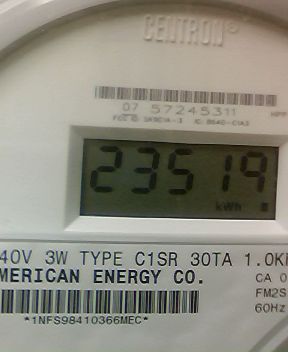 CENTRON®
07 57245311
23519
kWh
40V 3W TYPE C1SR 30TA 1.0K
MERICAN ENERGY CO.
CA 0
FM2S
60Hz
*1NFS98410366MEC*